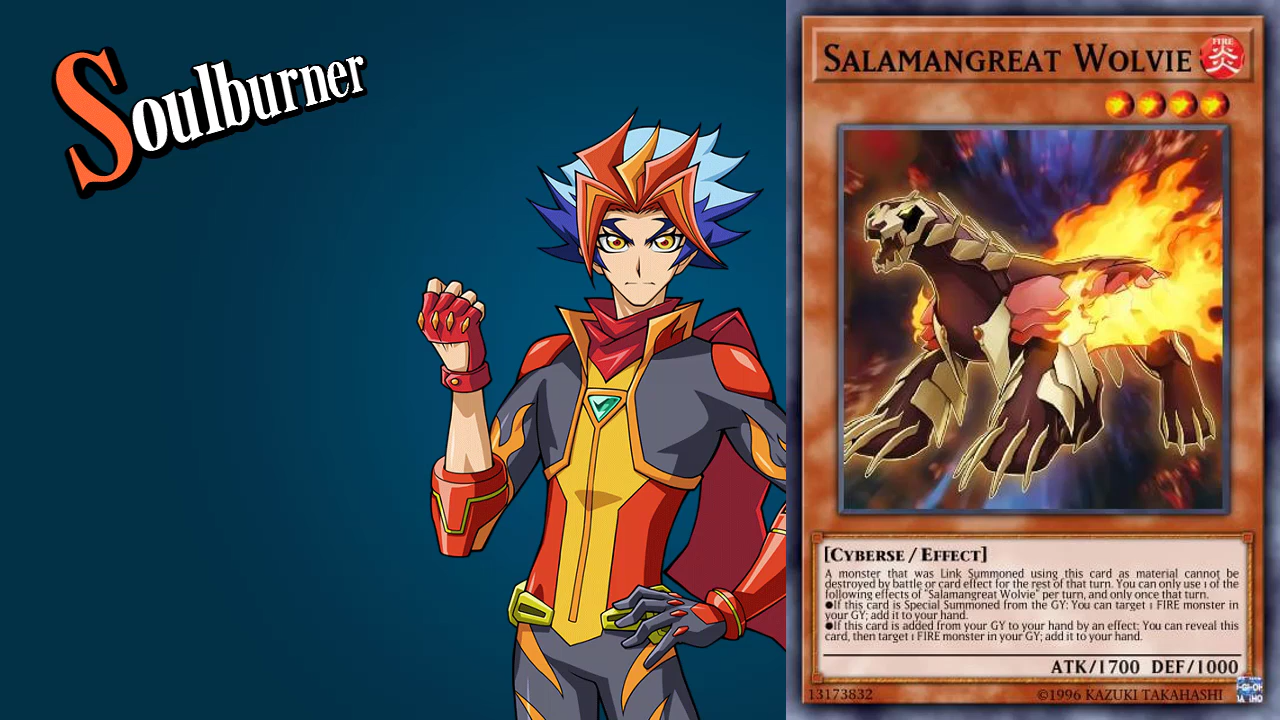 Soulburner
SALAMANGREAT WOLVIE
FIRE
炎
[CYBERSE / EFFECT]
A monster that was Link Summoned using this card as material cannot be
destroyed by battle or card effect for the rest of that turn. You can only use 1 of the
following effects of "Salamangreat Wolvie" per turn, and only once that turn.
●If this card is Special Summoned from the GY: You can target 1 FIRE monster in
your GY; add it to your hand.
●If this card is added from your GY to your hand by an effect: You can reveal this
card, then target 1 FIRE monster in your GY; add it to your hand.
ATK/1700 DEF/1000
13173832
©1996 KAZUKI TAKAHASHI